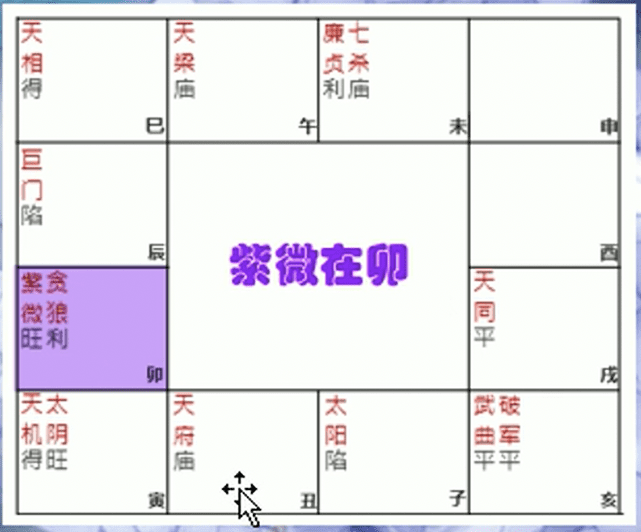 天 天 廉七
相 梁 贞杀
得 庙 利庙
巳 午 未 申
巨
门
陷
辰 酉
紫微在卯
紫贪 天
微狼 同
旺利 平
卯 戌
天太 天 太 武破
机阴 府 阳 曲军
得旺 庙 陷 平平
寅 丑 子 亥